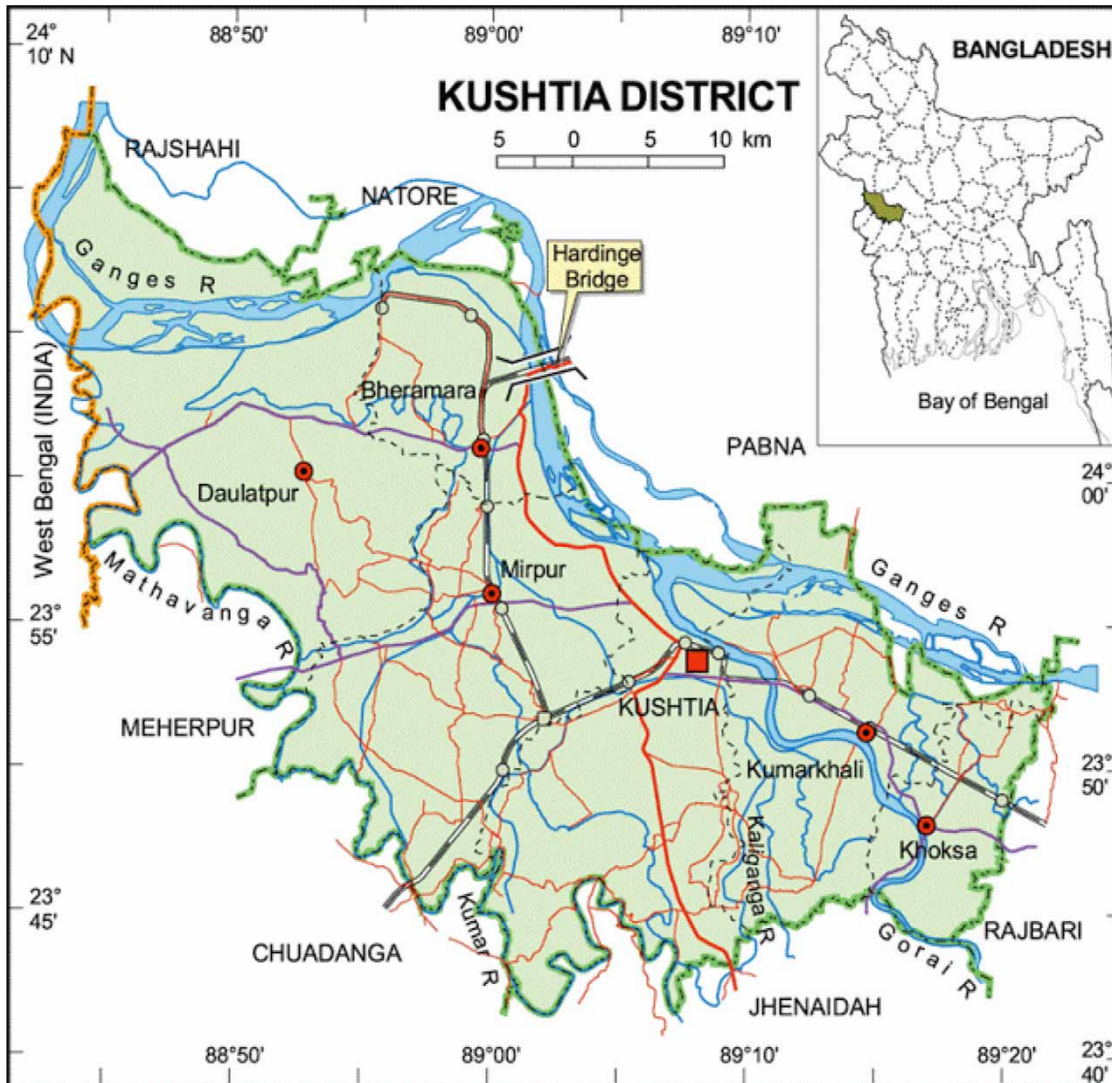 24°
10' N
88°50'
89°00'
89°10'
BANGLADESH
KUSHTIA DISTRICT
5 0 5 10 km
RAJSHAHI
NATORE
Ganges R
Hardinge
Bridge
Bheramara
West Bengal (INDIA)
Bay of Bengal
PABNA
24°
00'
Daulatpur
Mathavanga R
Mirpur
Ganges R
23°
55'
MEHERPUR
KUSHTIA
Kumarkhali
23°
50'
Khoksa
Kaliganga R
23°
45'
Kumar R
CHUADANGA
Gorai R
RAJBARI
JHENAIDAH
88°50'
89°00'
89°10'
89°20'
23°
40'